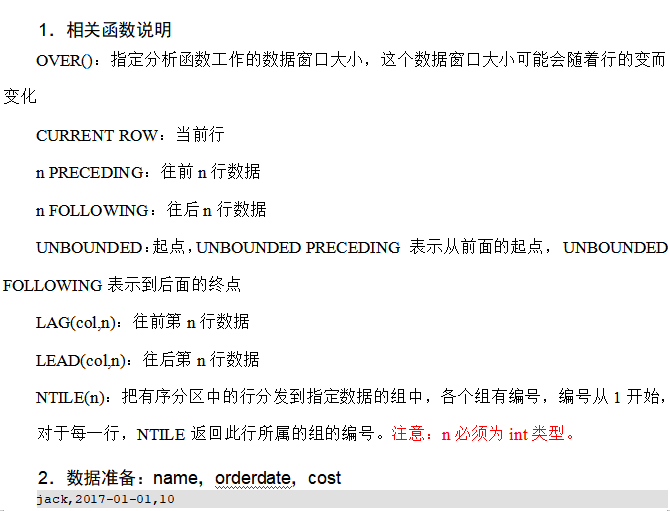 1．相关函数说明
OVER()：指定分析函数工作的数据窗口大小，这个数据窗口大小可能会随着行的变而
变化
CURRENT ROW：当前行
n PRECEDING：往前 n 行数据
n FOLLOWING：往后 n 行数据
UNBOUNDED：起点，UNBOUNDED PRECEDING 表示从前面的起点， UNBOUNDED
FOLLOWING 表示到后面的终点
LAG(col,n)：往前第 n 行数据
LEAD(col,n)：往后第 n 行数据
NTILE(n)：把有序分区中的行分发到指定数据的组中，各个组有编号，编号从 1 开始，
对于每一行，NTILE 返回此行所属的组的编号。注意：n 必须为 int 类型。
2．数据准备：name，orderdate，cost
jack,2017-01-01,10